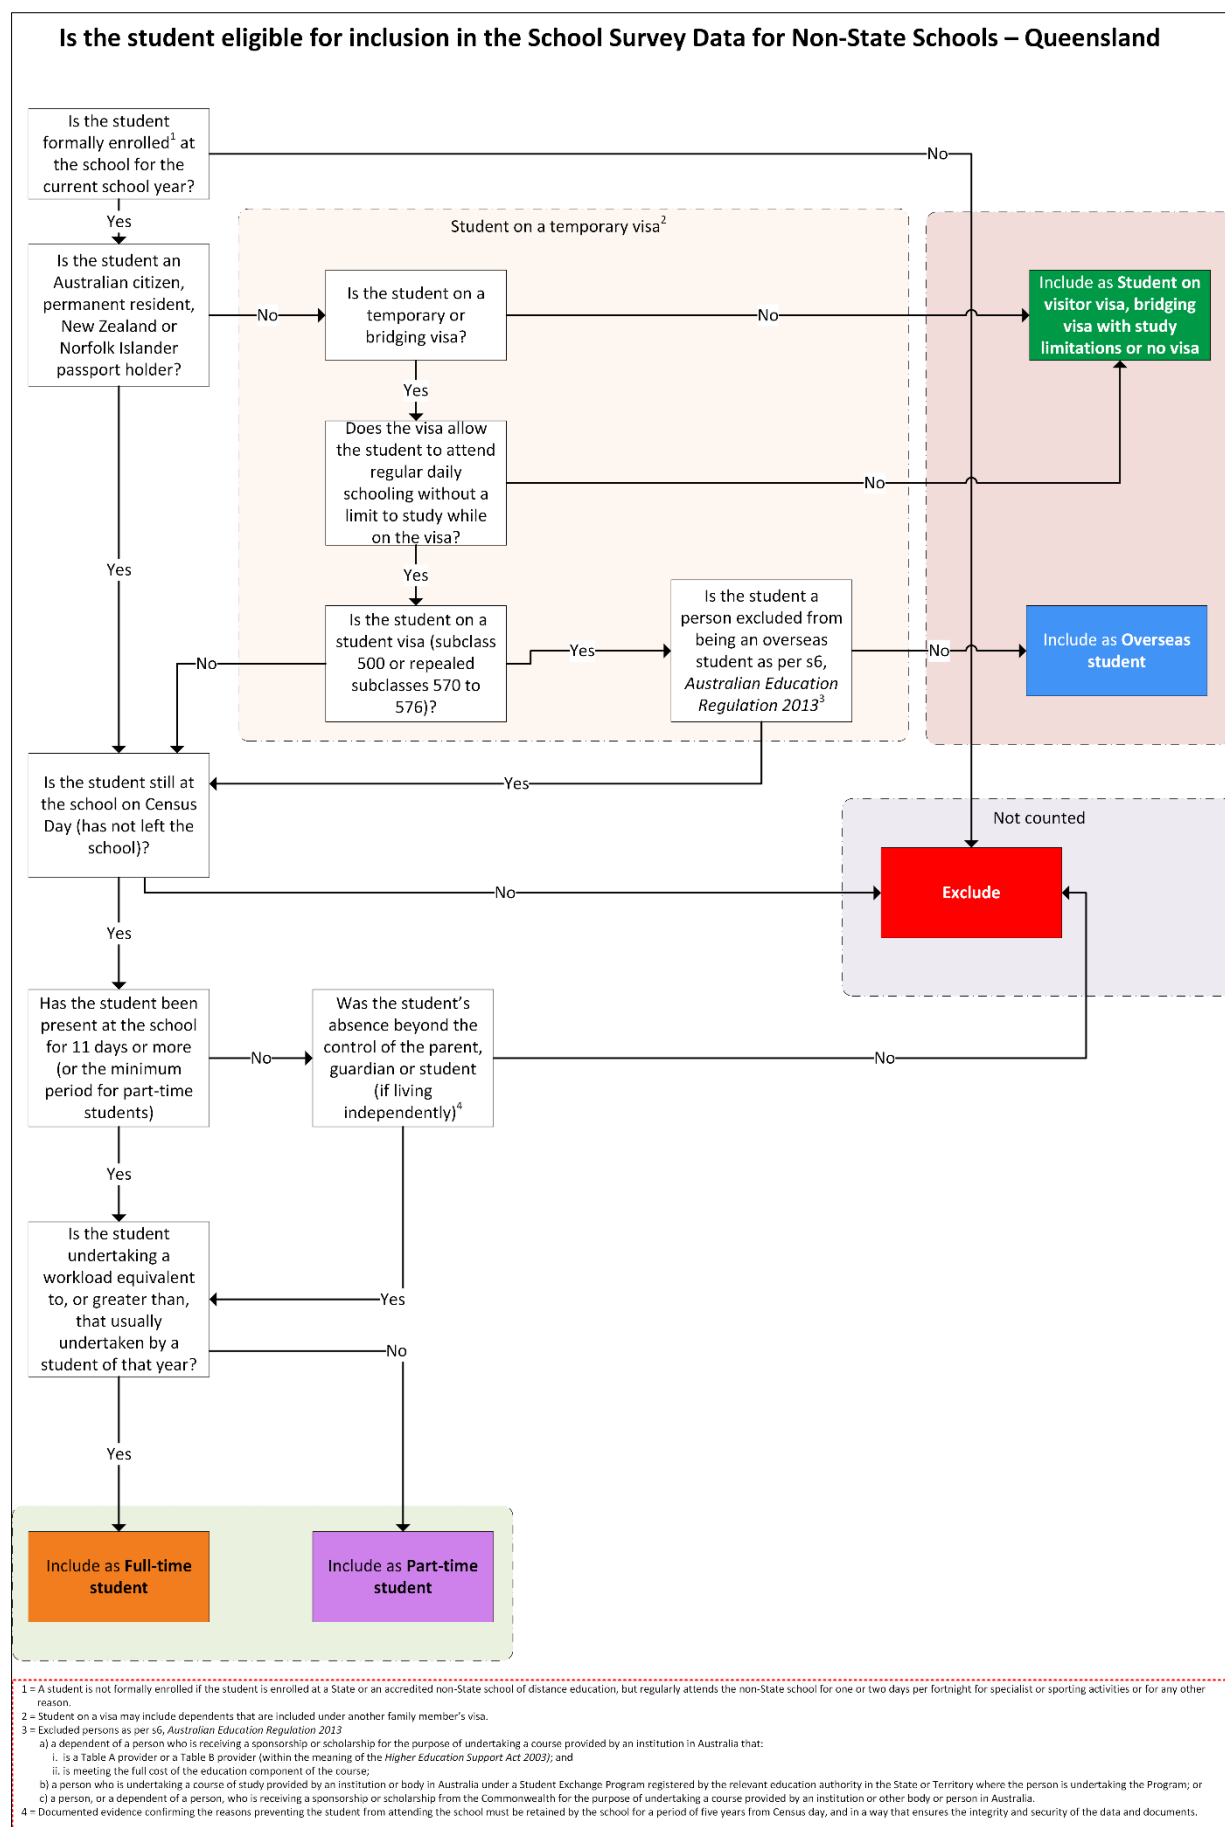 Is the student eligible for inclusion in the School Survey Data for Non-State Schools – Queensland
Is the student
formally enrolled1 at
the school for the
current school year?
No
Yes
Student on a temporary visa2
Is the student an
Australian citizen,
permanent resident,
New Zealand or
Norfolk Islander
passport holder?
No
Is the student on a
temporary or
bridging visa?
No
Include as Student on
visitor visa, bridging
visa with study
limitations or no visa
Yes
Does the visa allow
the student to attend
regular daily
schooling without a
limit to study while
on the visa?
No
Yes
Yes
Is the student on a
student visa (subclass
500 or repealed
subclasses 570 to
576)?
No
Yes
Is the student a
person excluded from
being an overseas
student as per s6,
Australian Education
Regulation 20133
No
Include as Overseas
student
Yes
Is the student still at
the school on Census
Day (has not left the
school)?
Not counted
No
Exclude
Yes
Has the student been
present at the school
for 11 days or more
(or the minimum
period for part-time
students)
No
Was the student’s
absence beyond the
control of the parent,
guardian or student
(if living
independently)4
No
Yes
Is the student
undertaking a
workload equivalent
to, or greater than,
that usually
undertaken by a
student of that year?
Yes
No
Yes
Include as Full-time
student
Include as Part-time
student
1 = A student is not formally enrolled if the student is enrolled at a State or an accredited non-State school of distance education, but regularly attends the non-State school for one or two days per fortnight for specialist or sporting activities or for any other
reason.
2 = Student on a visa may include dependents that are included under another family member’s visa.
3 = Excluded persons as per s6, Australian Education Regulation 2013
a) a dependent of a person who is receiving a sponsorship or scholarship for the purpose of undertaking a course provided by an institution in Australia that:
i. is a Table A provider or a Table B provider (within the meaning of the Higher Education Support Act 2003); and
ii. is meeting the full cost of the education component of the course;
b) a person who is undertaking a course of study provided by an institution or body in Australia under a Student Exchange Program registered by the relevant education authority in the State or Territory where the person is undertaking the Program; or
c) a person, or a dependent of a person, who is receiving a sponsorship or scholarship from the Commonwealth for the purpose of undertaking a course provided by an institution or other body or person in Australia.
4 = Documented evidence confirming the reasons preventing the student from attending the school must be retained by the school for a period of five years from Census day, and in a way that ensures the integrity and security of the data and documents.